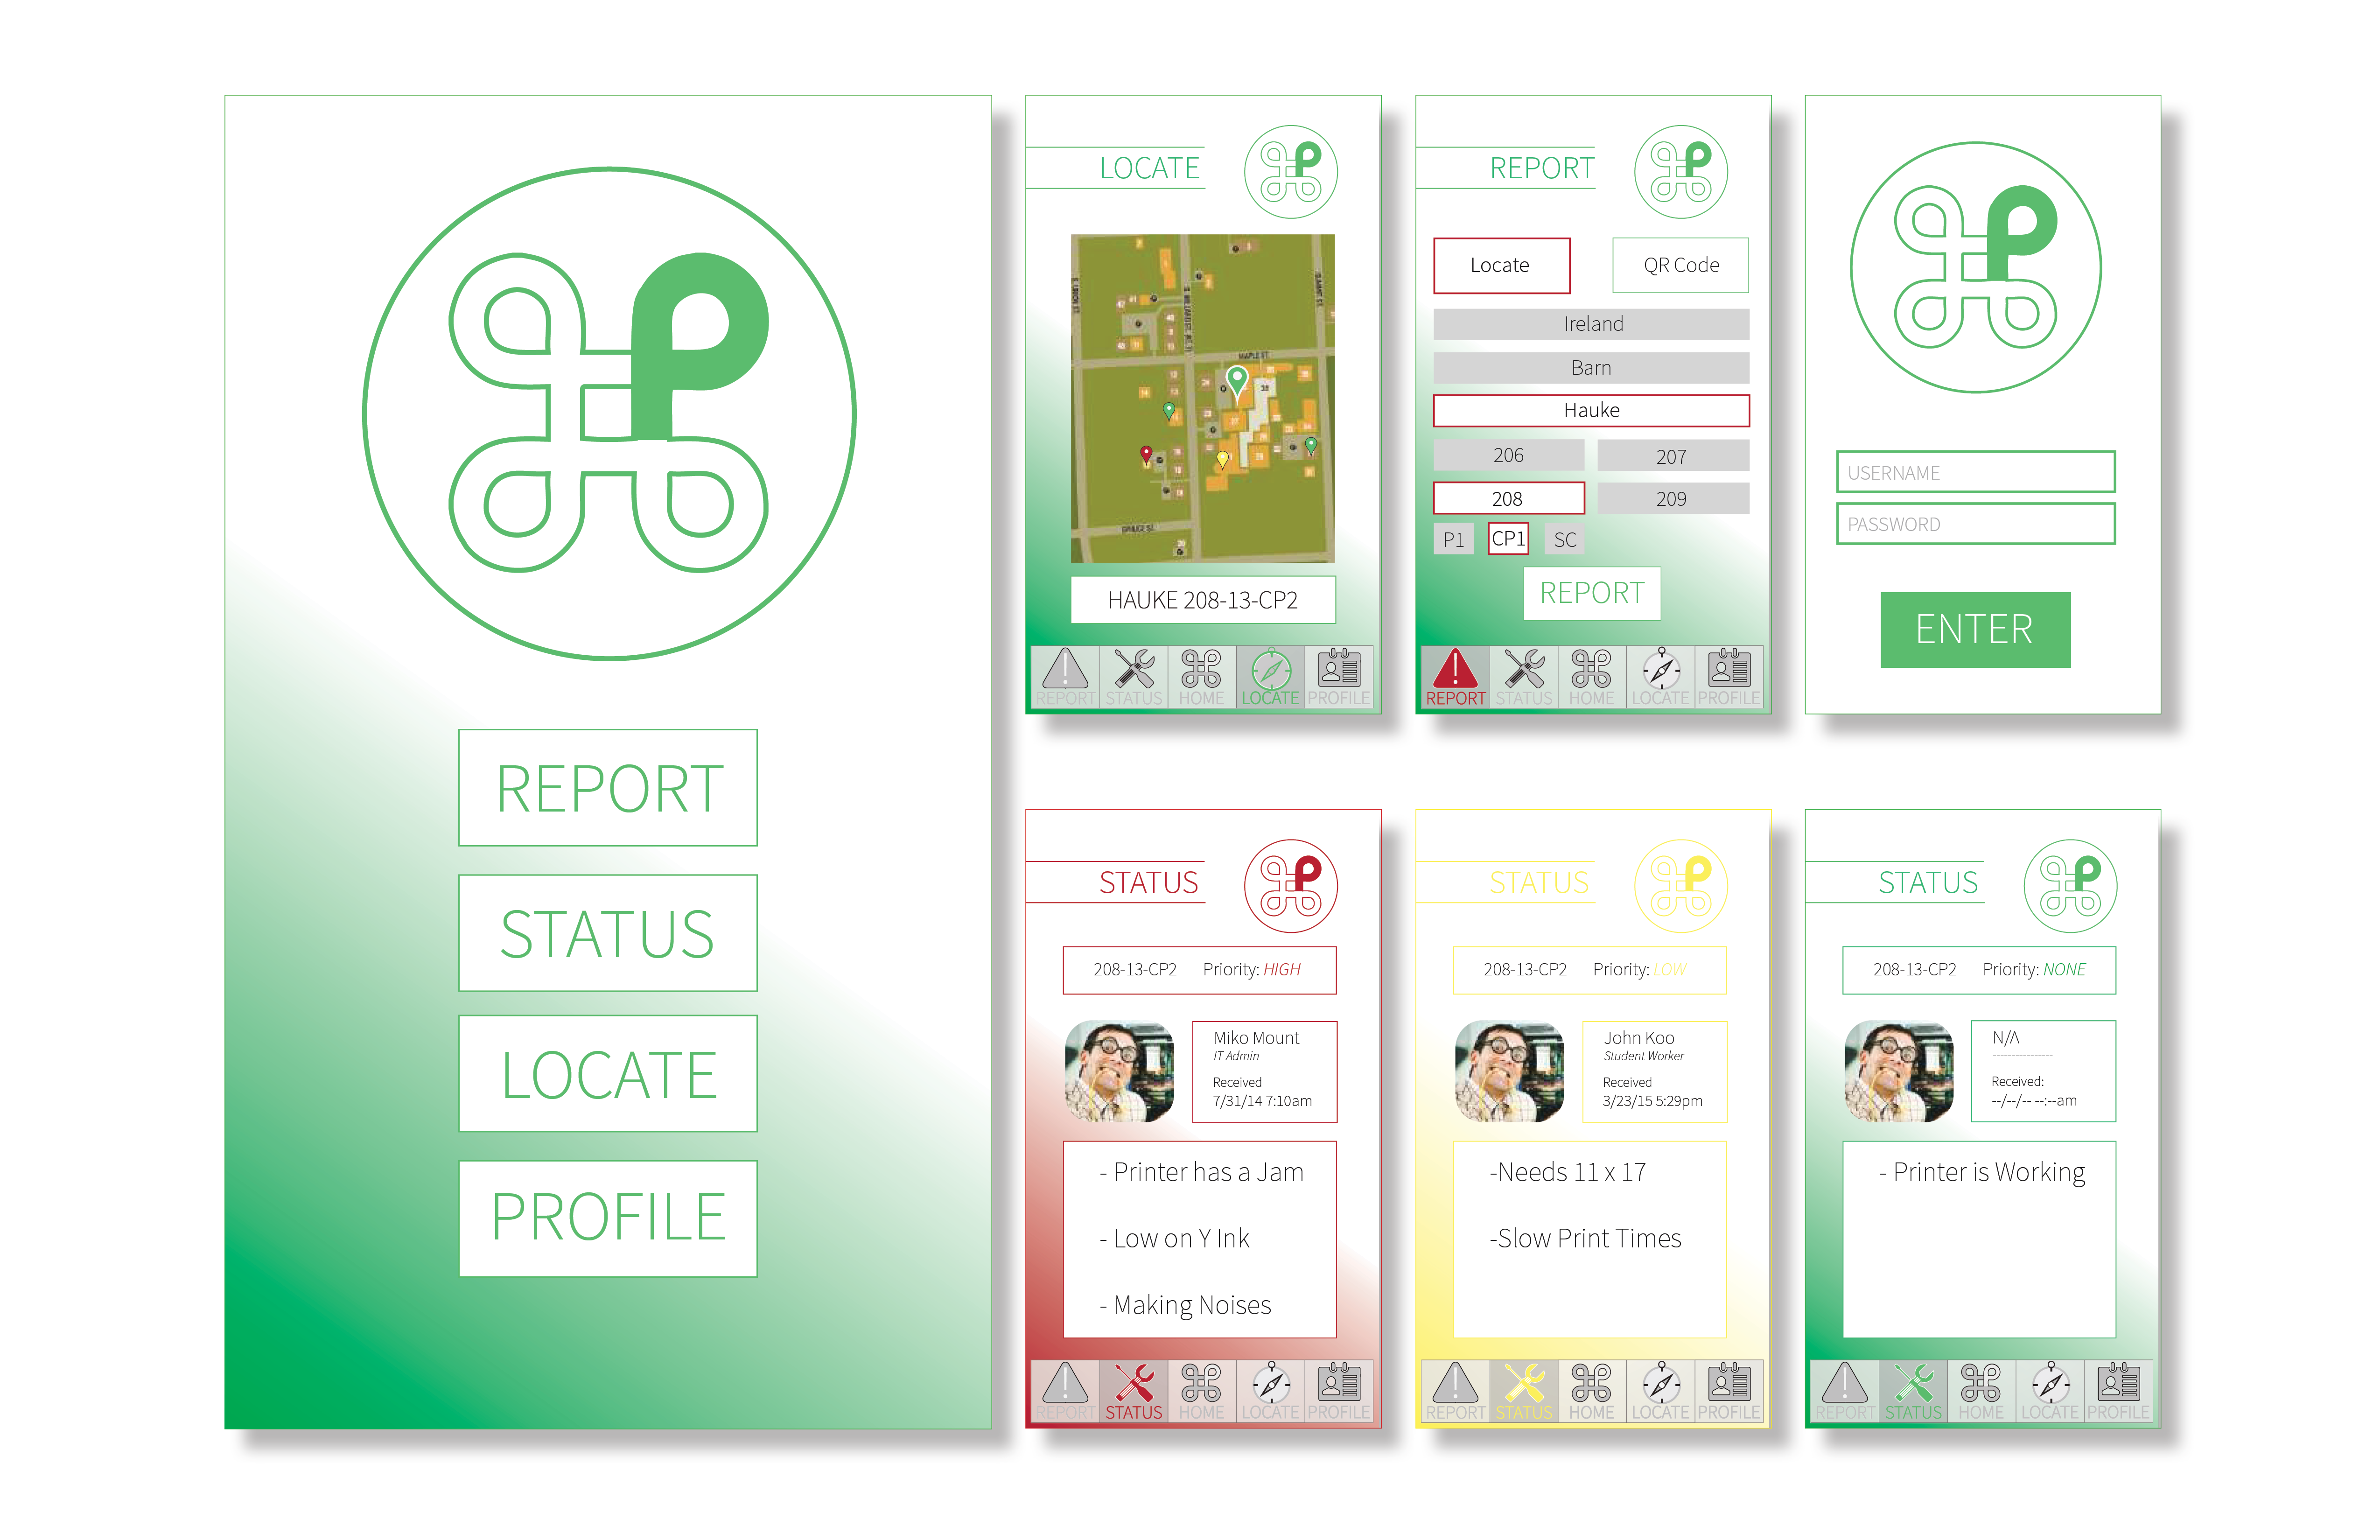 REPORT
STATUS
LOCATE
PROFILE
LOCATE
MAPLE ST.
SPRUCE ST.
HAUKE 208-13-CP2
REPORT STATUS HOME LOCATE PROFILE
REPORT
Locate QR Code
Ireland
Barn
Hauke
206 207
208 209
P1 CP1 SC
REPORT
REPORT STATUS HOME LOCATE PROFILE
P
USERNAME
PASSWORD
ENTER
STATUS
208-13-CP2 Priority: HIGH
Miko Mount
IT Admin
Received
7/31/14 7:10am
- Printer has a Jam
- Low on Y Ink
- Making Noises
REPORT STATUS HOME LOCATE PROFILE
STATUS
208-13-CP2 Priority: LOW
John Koo
Student Worker
Received
3/23/15 5:29pm
-Needs 11 x 17
-Slow Print Times
REPORT STATUS HOME LOCATE PROFILE
STATUS
208-13-CP2 Priority: NONE
N/A
----------------
Received:
--/--/-- --:--am
- Printer is Working
REPORT STATUS HOME LOCATE PROFILE